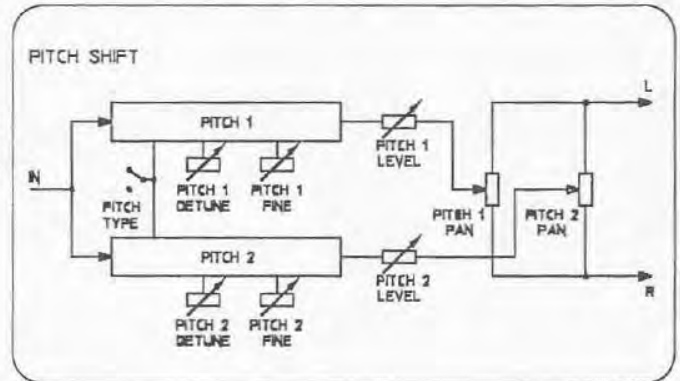 PITCH SHIFT
L
PITCH 1
PITCH 1
LEVEL
IN
PITCH
TYPE
PITCH 1
DETUNE
PITCH 1
FINE
PITCH 1
PAN
PITCH 2
PAN
PITCH 2
PITCH 2
LEVEL
R
PITCH 2
DETUNE
PITCH 2
FINE